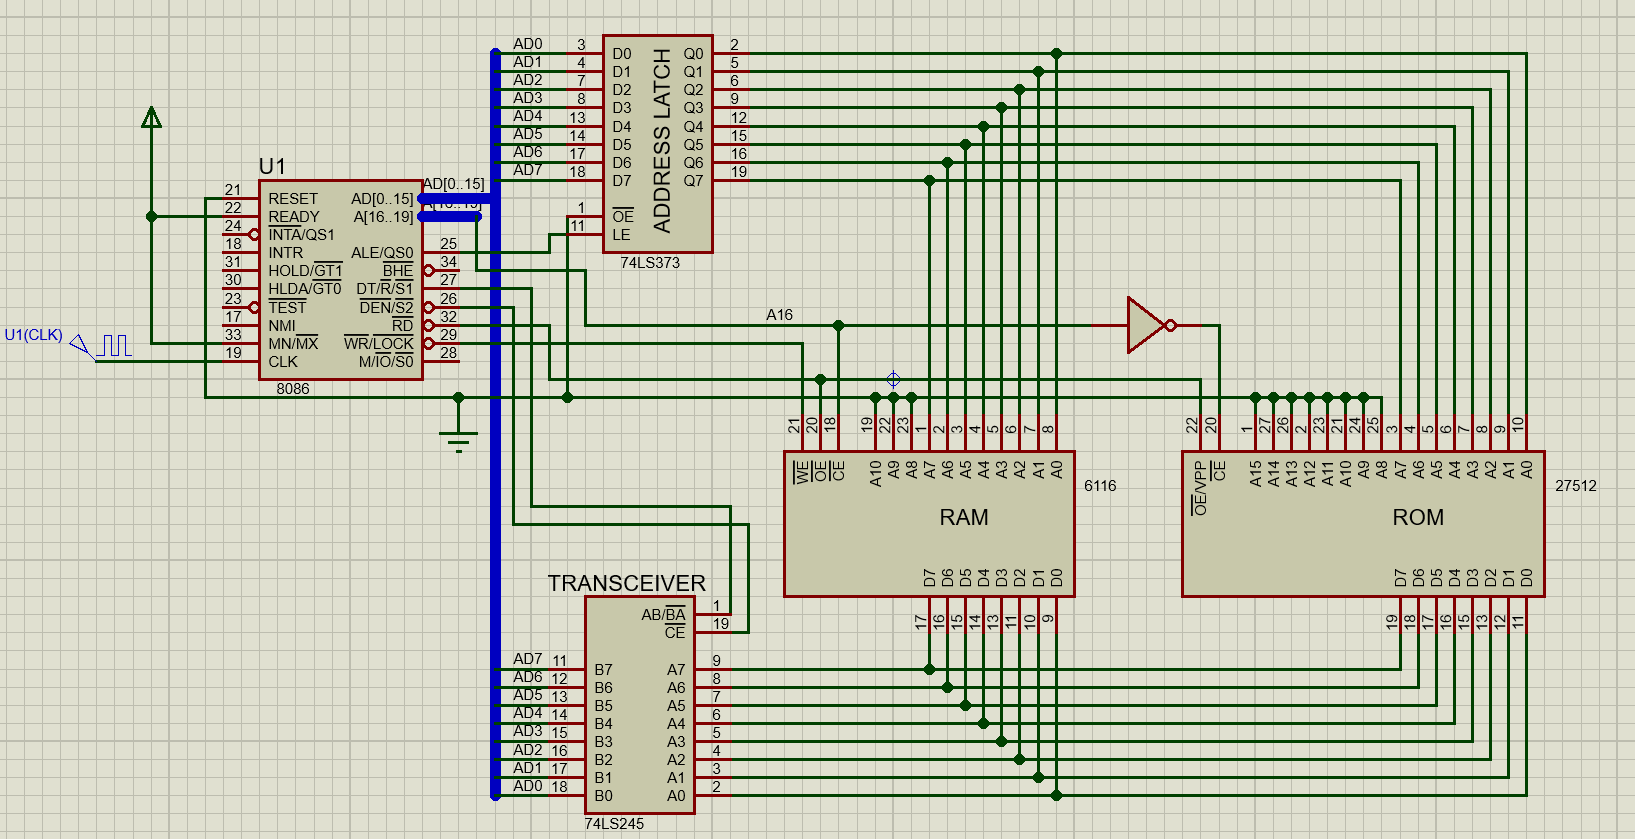 AD0 3 D0 Q0 2
AD1 4 D1 Q1 5
AD2 7 D2 Q2 6
AD3 8 D3 Q3 9
AD4 13 D4 Q4 12
AD5 14 D5 Q5 15
AD6 17 D6 Q6 16
AD7 18 D7 Q7 19
1 OE
11 LE
ADDRESS LATCH
74LS373
U1
21 RESET AD[0..15] AD[0..15]
22 READY A[16..19] A[16..19]
24 INTA/QS1
18 INTR ALE/QS0 25
31 HOLD/GT1 BHE 34
30 HLDA/GT0 DT/R/S1 27
23 TEST DEN/S2 26
17 NMI RD 32
33 MN/MX WR/LOCK 29
19 CLK M/IO/S0 28
8086
U1(CLK)
A16
21 20 18 19 22 23 1 2 3 4 5 6 7 8
WE OE CE A10 A9 A8 A7 A6 A5 A4 A3 A2 A1 A0
RAM
6116
D7 D6 D5 D4 D3 D2 D1 D0
17 16 15 14 13 11 10 9
22 20 1 27 26 2 23 21 24 25 3 4 5 6 7 8 9 10
OE/VPP CE A15 A14 A13 A12 A11 A10 A9 A8 A7 A6 A5 A4 A3 A2 A1 A0
ROM
27512
D7 D6 D5 D4 D3 D2 D1 D0
19 18 17 16 15 13 12 11
TRANSCEIVER
AB/BA 1
CE 19
AD7 11 B7 A7 9
AD6 12 B6 A6 8
AD5 13 B5 A5 7
AD4 14 B4 A4 6
AD3 15 B3 A3 5
AD2 16 B2 A2 4
AD1 17 B1 A1 3
AD0 18 B0 A0 2
74LS245